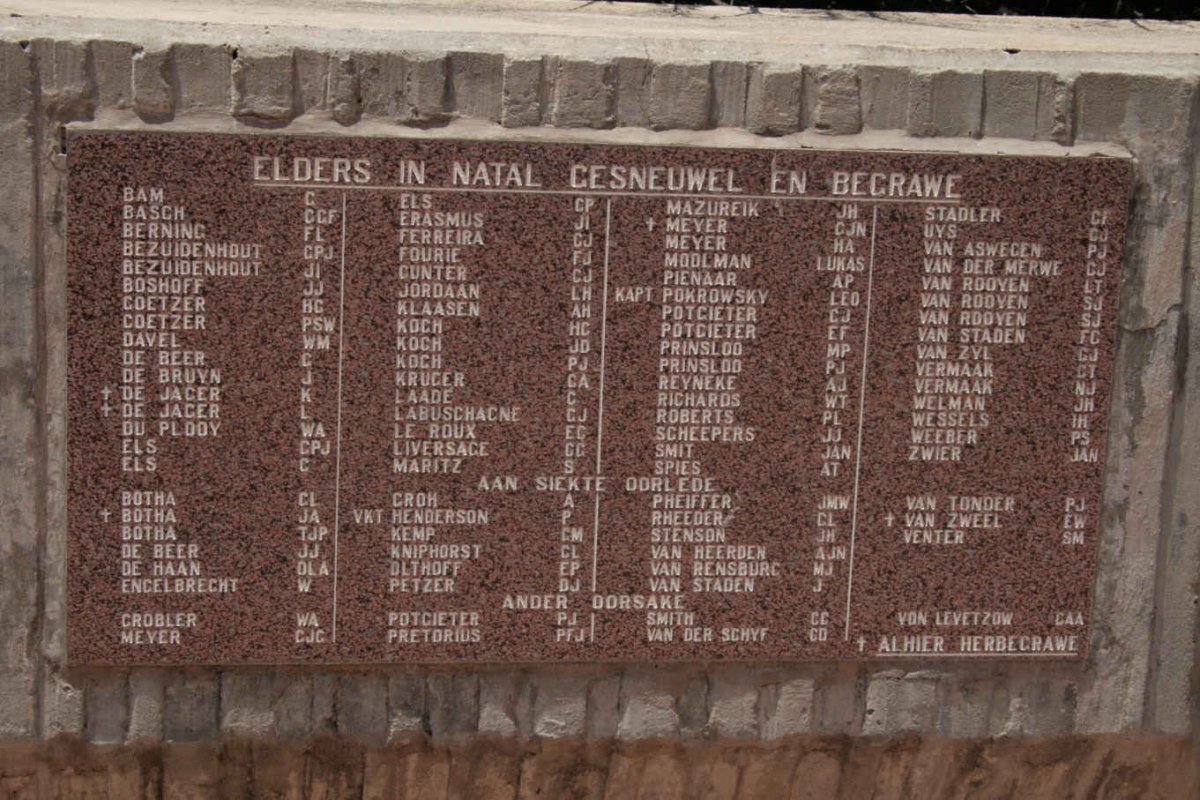 ELDERS IN NATAL GESNEUWEL EN BEGRAWE
BAM C
BASCH CCF
BERNING FL
BEZUIDENHOUT CPJ
BEZUIDENHOUT JI
BOSHOFF JJ
COETZER HC
COETZER PSW
DAVEL WM
DE BEER C
DE BRUYN J
† DE JAGER K
† DE JAGER L
DU PLOOY WA
ELS CPJ
ELS C
ELS CP
ERASMUS JI
FERREIRA CJ
FOURIE FJ
GUNTER CJ
JORDAAN LH
KLAASEN AH
KOCH HC
KOCH JD
KOCH PJ
KRUGER CA
LAADE C
LABUSCHAGNE CJ
LE ROUX EC
LIVERSAGE CC
MARITZ S
MAZUREIK JH
† MEYER CJN
MEYER HA
MOOLMAN LUKAS
PIENAAR AP
KAPT POKROWSKY LEO
POTGIETER CJ
POTGIETER EF
PRINSLOO MP
PRINSLOO PJ
REYNEKE AJ
RICHARDS WT
ROBERTS PL
SCHEEPERS JJ
SMIT JAN
SPIES AT
STADLER CF
UYS CJ
VAN ASWEGEN PJ
VAN DER MERWE CJ
VAN ROOYEN LT
VAN ROOYEN SJ
VAN ROOYEN SJ
VAN STADEN FC
VAN ZYL CJ
VERMAAK CT
VERMAAK NJ
WELMAN JH
WESSELS IH
WEEBER PS
ZWIER JAN
AAN SIEKTE OORLEDE
BOTHA CL
† BOTHA JA
BOTHA TJP
DE BEER JJ
DE HAAN OLA
ENGELBRECHT W
GROH A
VKT HENDERSON P
KEMP CM
KNIPHORST CL
OLTHOFF EP
PETZER DJ
PHEIFFER JMW
RHEEDER CL
STENSON JH
VAN HEERDEN AJN
VAN RENSBURG MJ
VAN STADEN J
VAN TONDER PJ
† VAN ZWEEL EW
VENTER SM
ANDER OORSAKE
GROBLER WA
MEYER CJC
POTGIETER PJ
PRETORIUS PFJ
SMITH CC
VAN DER SCHYF CD
VON LEVETZOW GAA
† ALHIER HERBEGRAWE